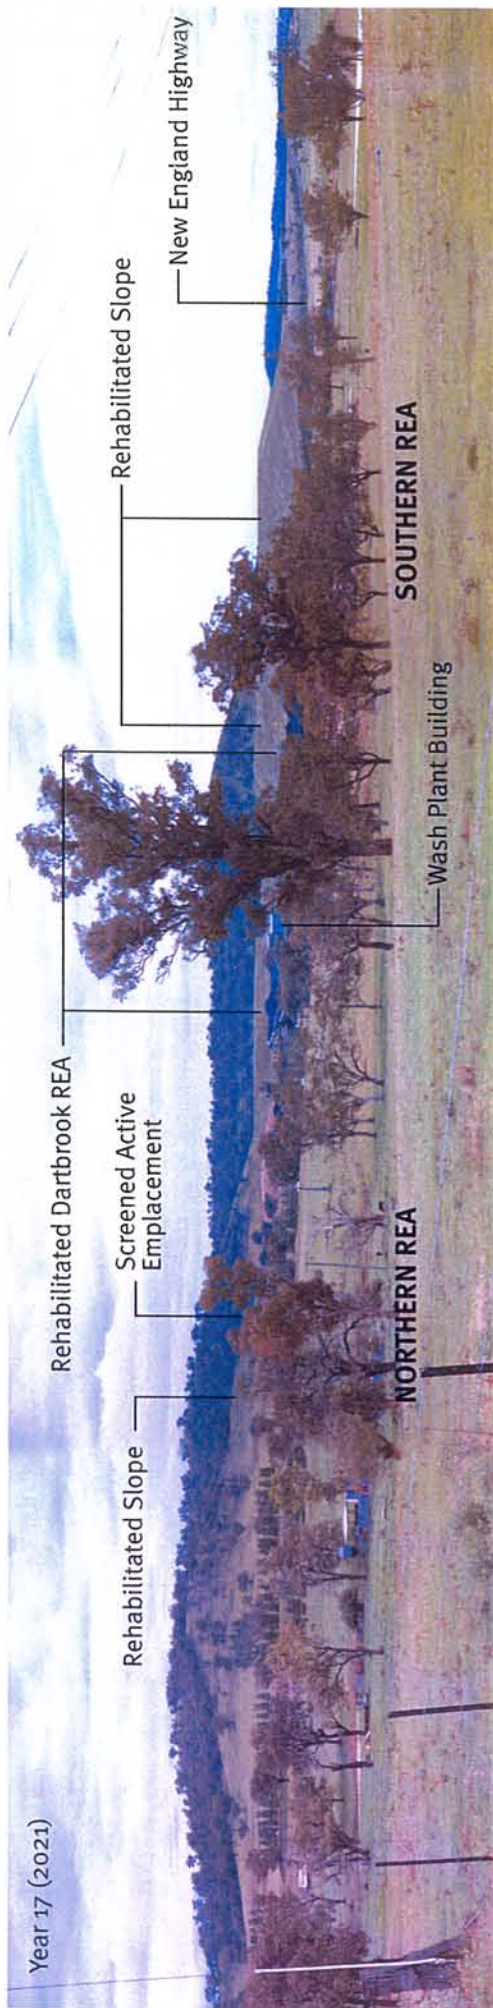 Year 17 (2021)
Rehabilitated Slope
Screened Active
Emplacement
Rehabilitated Dartbrook REA
Rehabilitated Slope
New England Highway
Wash Plant Building
NORTHERN REA
SOUTHERN REA